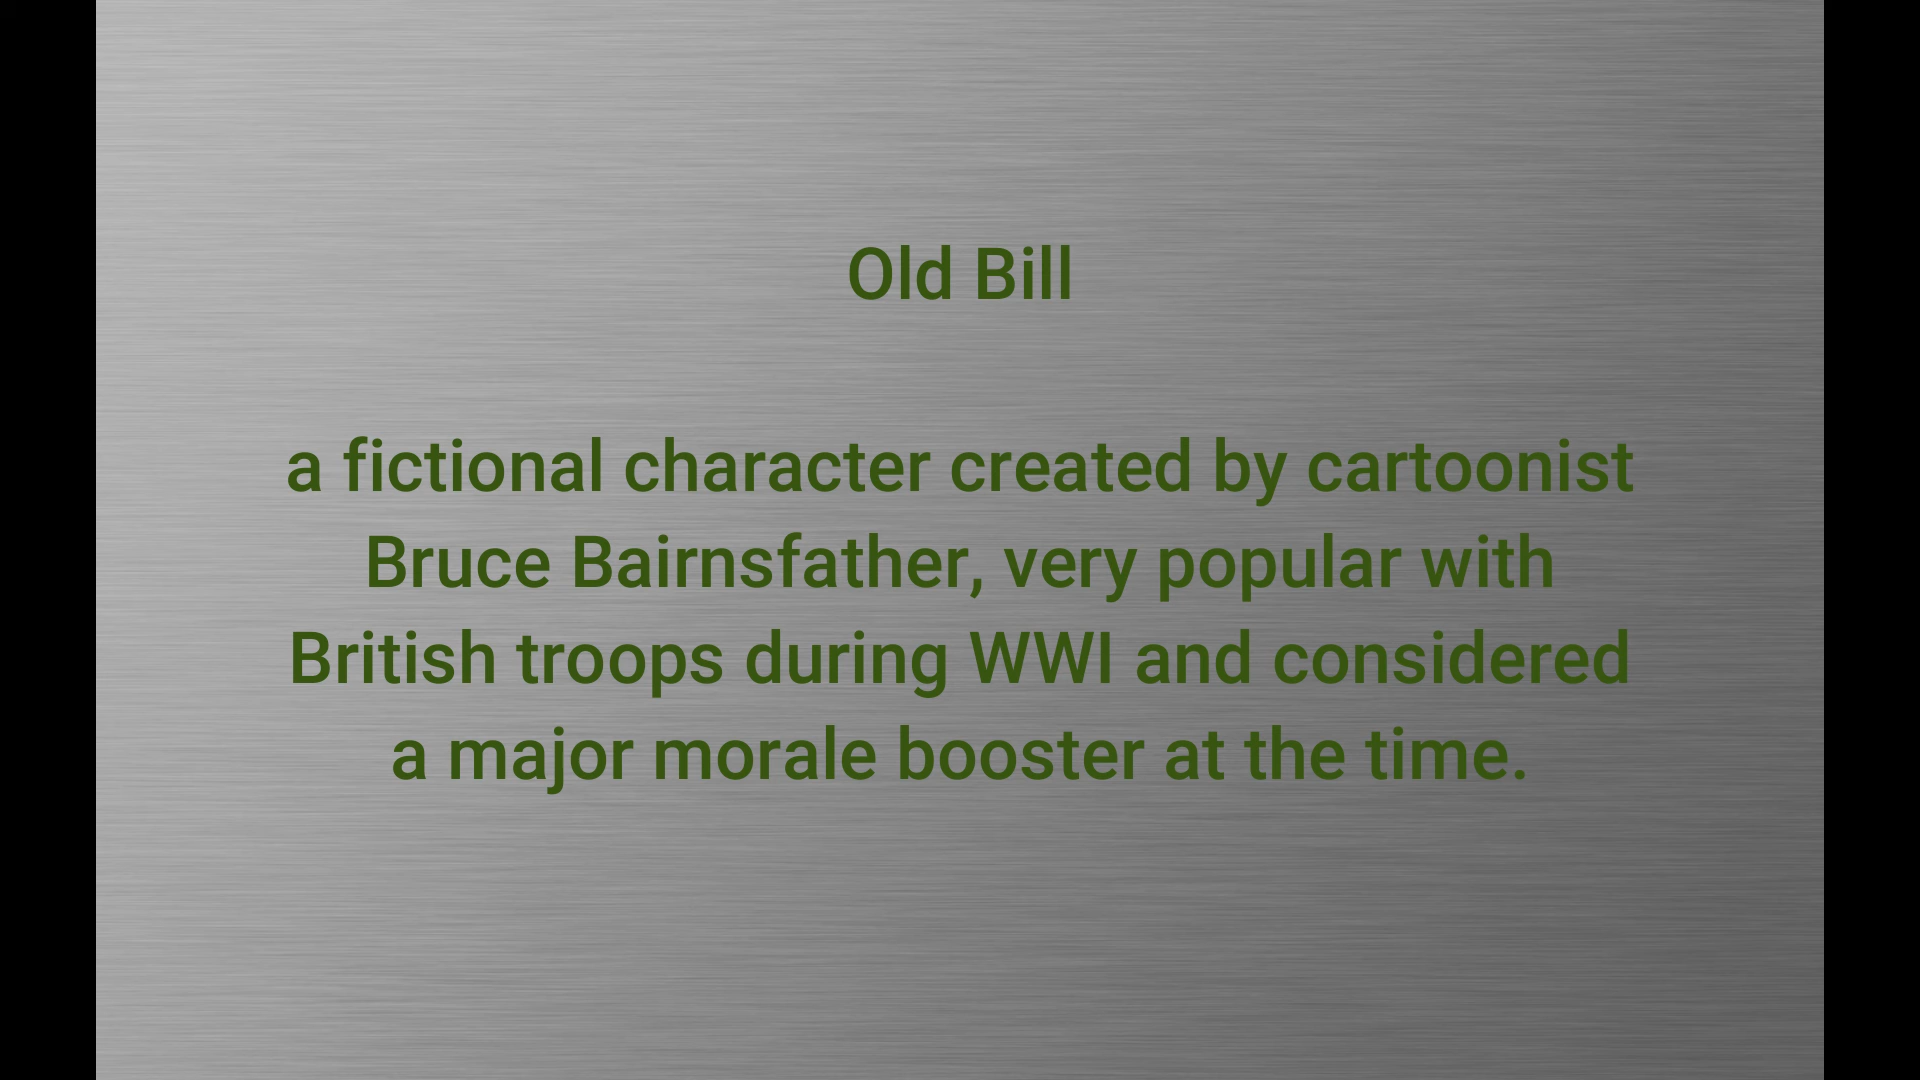 Old Bill
a fictional character created by cartoonist
Bruce Bairnsfather, very popular with
British troops during WWI and considered
a major morale booster at the time.